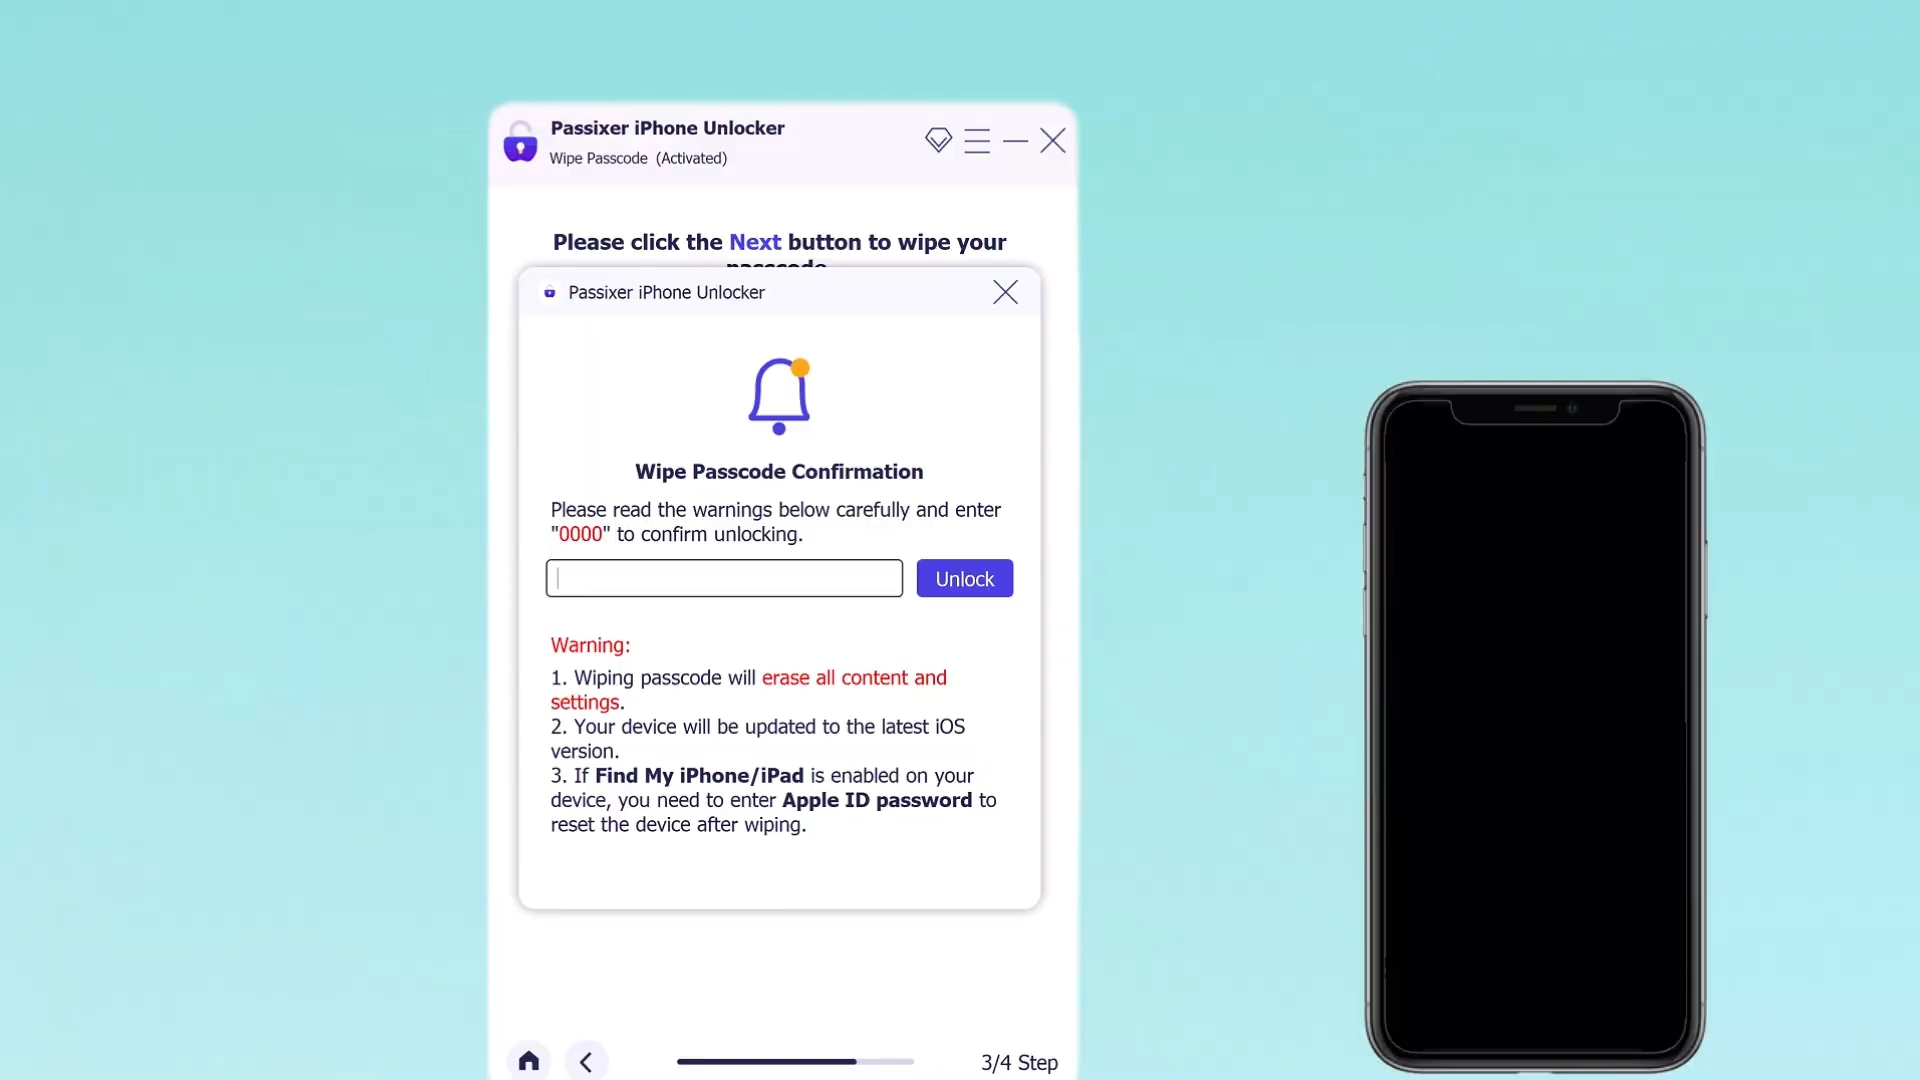 Passixer iPhone Unlocker
Wipe Passcode (Activated)
Please click the Next button to wipe your
passcode
Passixer iPhone Unlocker
Wipe Passcode Confirmation
Please read the warnings below carefully and enter
"0000" to confirm unlocking.
Unlock
Warning:
1. Wiping passcode will erase all content and
settings.
2. Your device will be updated to the latest iOS
version.
3. If Find My iPhone/iPad is enabled on your
device, you need to enter Apple ID password to
reset the device after wiping.
3/4 Step